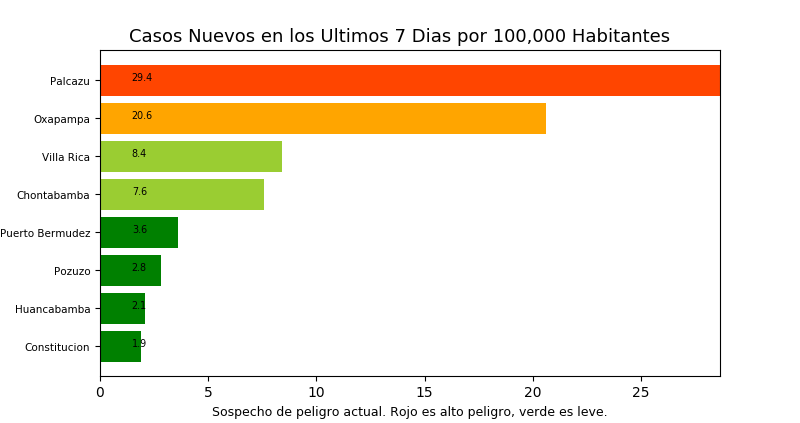 Casos Nuevos en los Ultimos 7 Dias por 100,000 Habitantes
Palcazu 29.4
Oxapampa 20.6
Villa Rica 8.4
Chontabamba 7.6
Puerto Bermudez 3.6
Pozuzo 2.8
Huancabamba 2.1
Constitucion 1.9
0 5 10 15 20 25
Sospecho de peligro actual. Rojo es alto peligro, verde es leve.